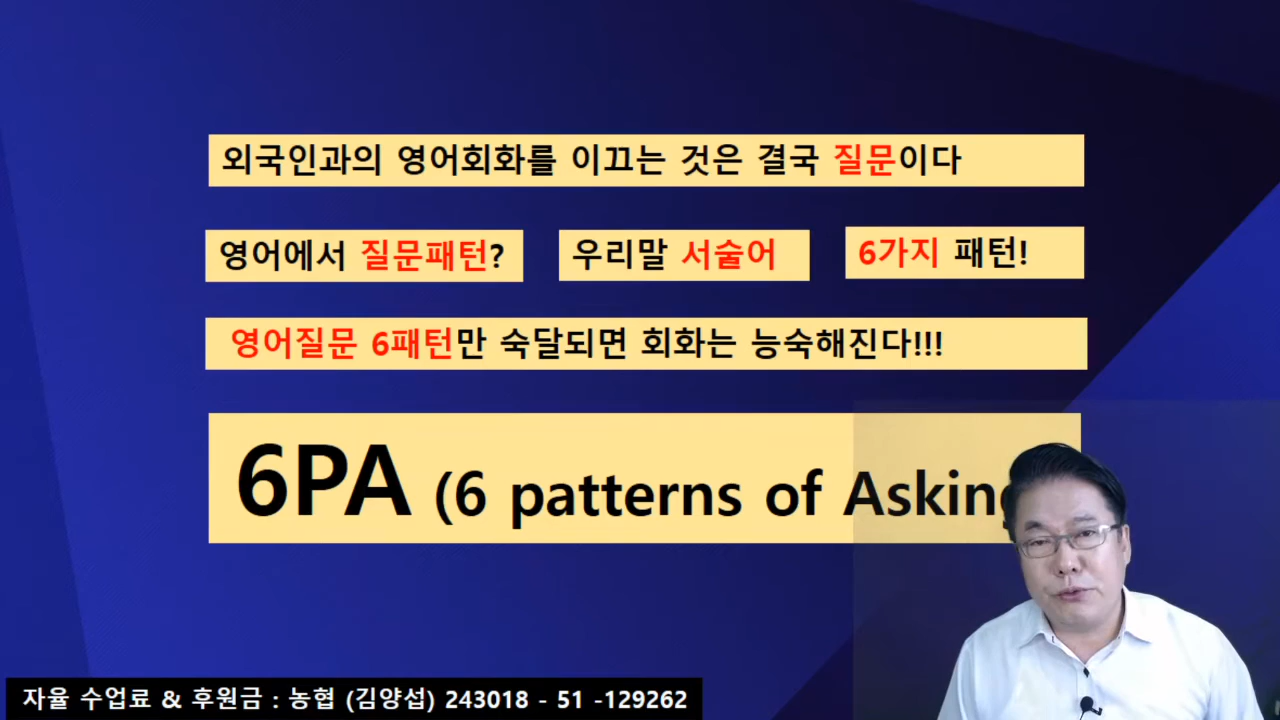 외국인과의 영어회화를 이끄는 것은 결국 질문이다
영어에서 질문패턴?
우리말 서술어
6가지 패턴!
영어질문 6패턴만 숙달되면 회화는 능숙해진다!!!
6PA (6 patterns of Asking
자율 수업료 & 후원금 : 농협 (김양섭) 243018 - 51 -129262